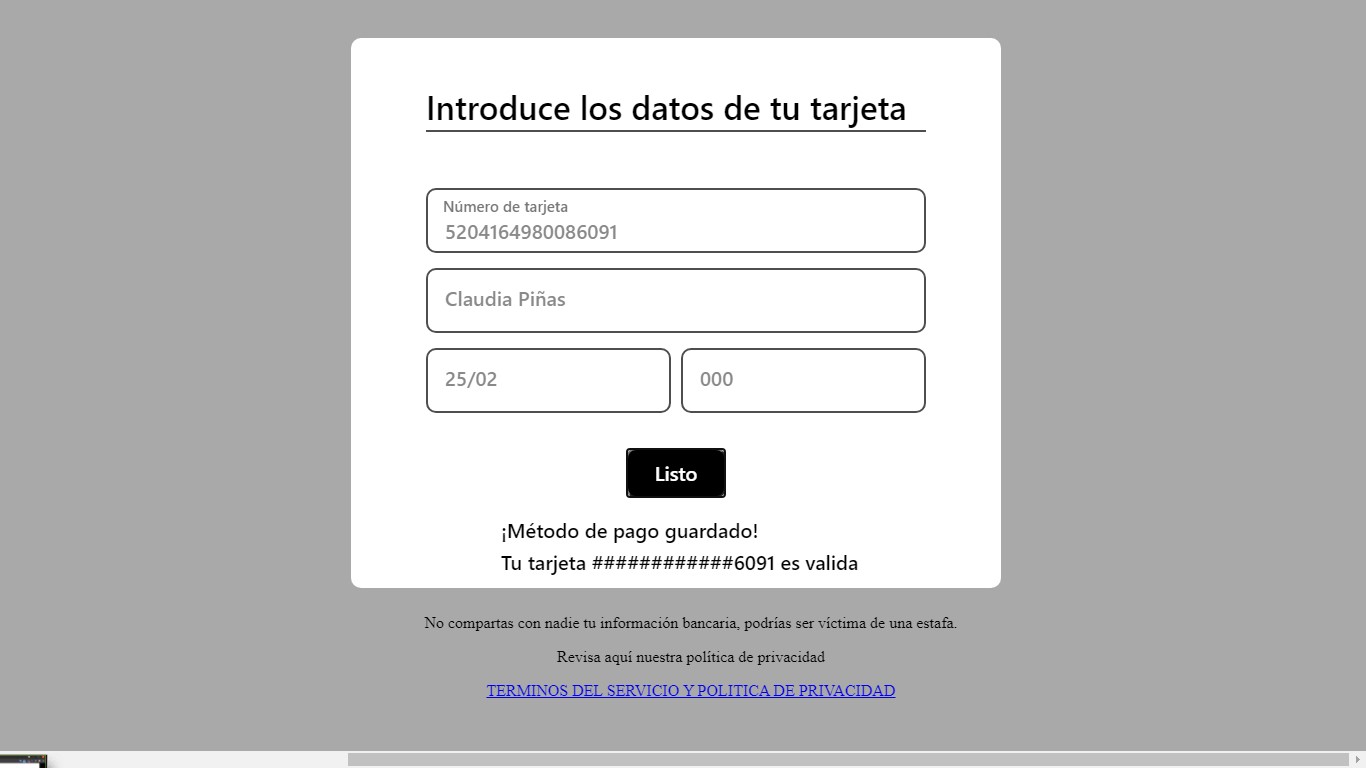 Introduce los datos de tu tarjeta
Número de tarjeta
5204164980086091
Claudia Piñas
25/02
000
Listo
¡Método de pago guardado!
Tu tarjeta ############6091 es valida
No compartas con nadie tu información bancaria, podrías ser víctima de una estafa.
Revisa aquí nuestra política de privacidad
TERMINOS DEL SERVICIO Y POLITICA DE PRIVACIDAD